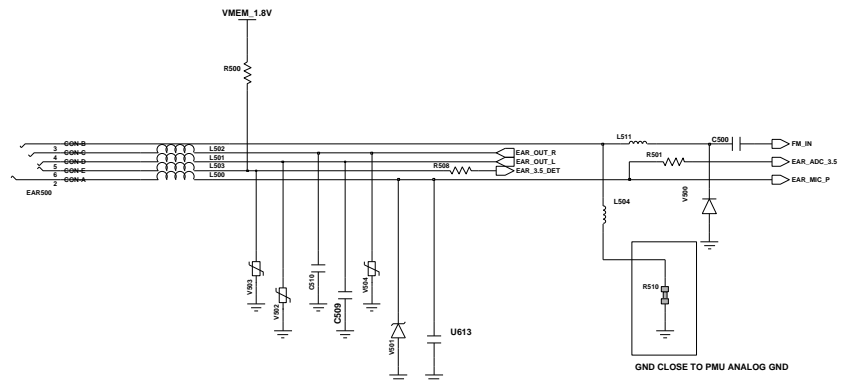 VMEM_1.8V
R500
CON-B
3
CON-C
4
CON-D
5
CON-E
6
CON-A
2
EAR500
L502
L501
L503
L500
EAR_OUT_R
EAR_OUT_L
EAR_3.5_DET
R508
L511
C500
FM_IN
R501
EAR_ADC_3.5
EAR_MIC_P
L504
V500
V503
V502
C510
C509
V504
V501
U613
R510
GND CLOSE TO PMU ANALOG GND